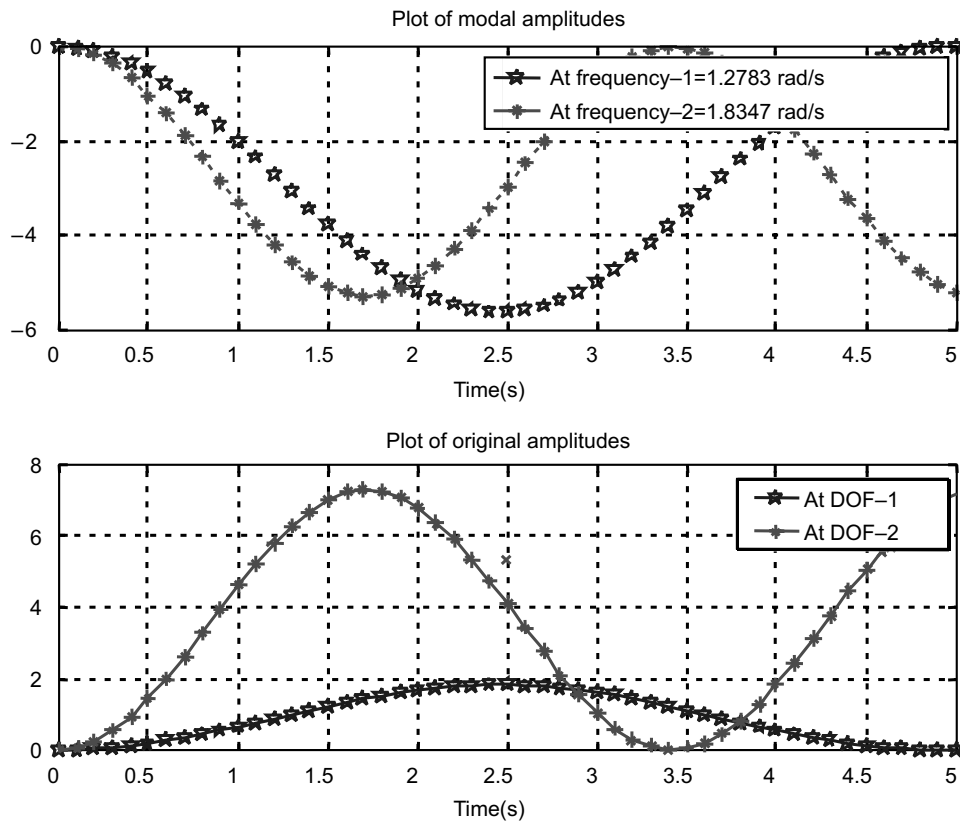 Plot of modal amplitudes
0
−2
−4
−6
At frequency–1=1.2783 rad/s
At frequency–2=1.8347 rad/s
0 0.5 1 1.5 2 2.5 3 3.5 4 4.5 5
Time(s)
Plot of original amplitudes
8
6
4
2
0
At DOF–1
At DOF–2
0 0.5 1 1.5 2 2.5 3 3.5 4 4.5 5
Time(s)